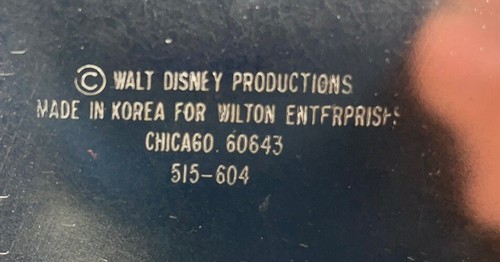 © WALT DISNEY PRODUCTIONS
MADE IN KOREA FOR WILTON ENTERPRISES
CHICAGO. 60643
515-604